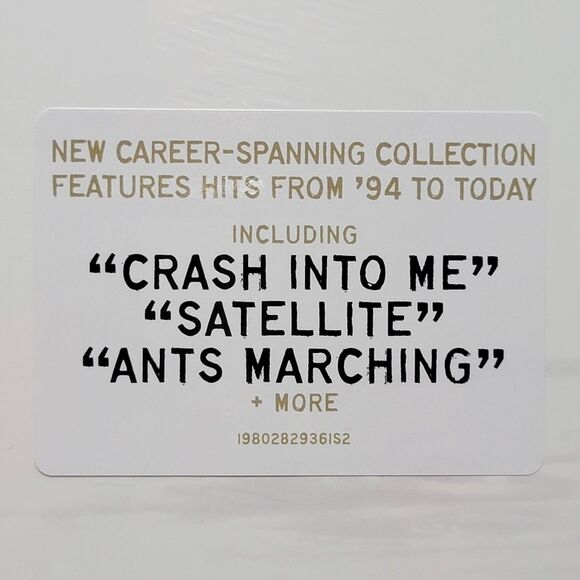 NEW CAREER-SPANNING COLLECTION
FEATURES HITS FROM ’94 TO TODAY
INCLUDING
“CRASH INTO ME”
“SATELLITE”
“ANTS MARCHING”
+ MORE
19802829361S2